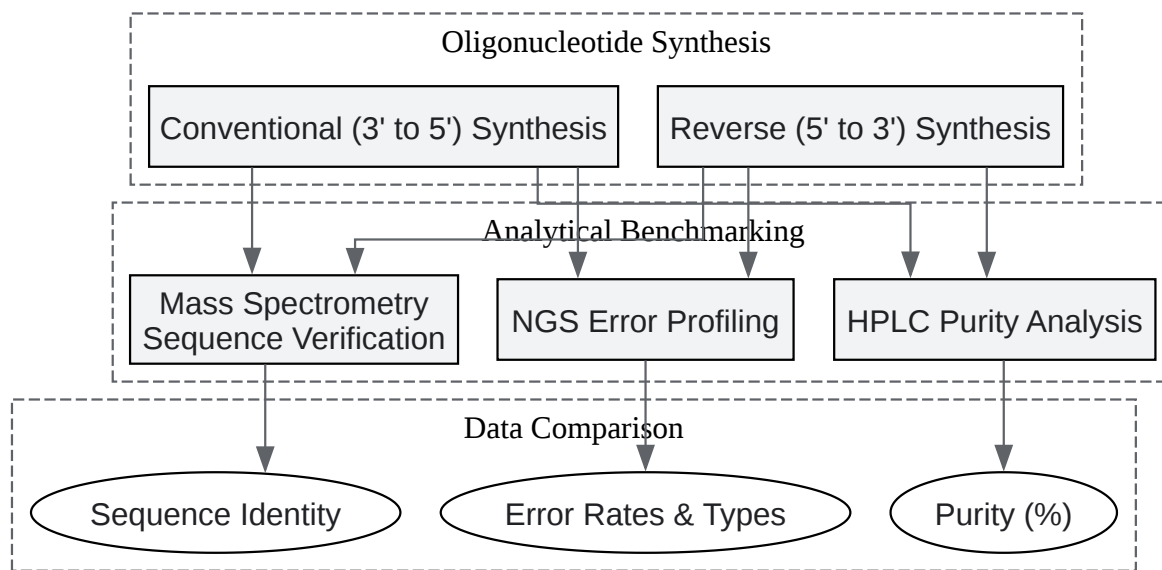 Oligonucleotide Synthesis
Conventional (3' to 5') Synthesis
Reverse (5' to 3') Synthesis
Analytical Benchmarking
Mass Spectrometry
Sequence Verification
NGS Error Profiling
HPLC Purity Analysis
Data Comparison
Sequence Identity
Error Rates & Types
Purity (%)